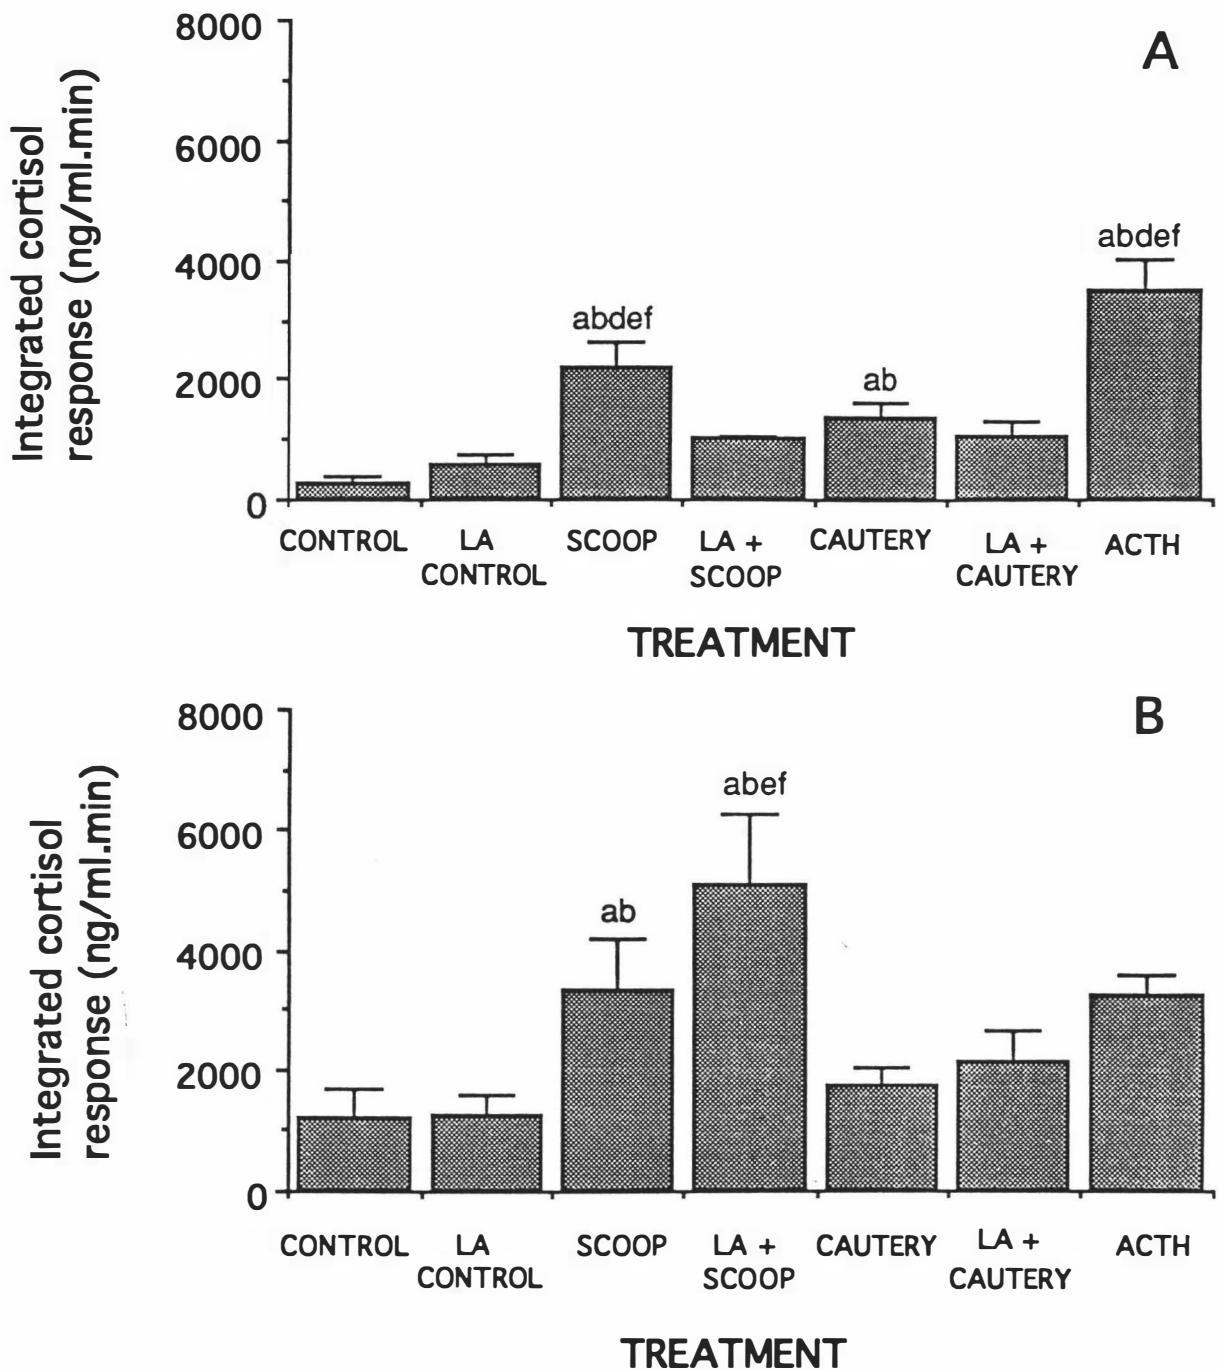 A
Integrated cortisol
response (ng/ml.min)
8000
6000
4000
2000
0
abdef
ab
abdef
CONTROL
LA
CONTROL
SCOOP
LA +
SCOOP
CAUTERY
LA +
CAUTERY
ACTH
TREATMENT
B
Integrated cortisol
response (ng/ml.min)
8000
6000
4000
2000
0
ab
abef
CONTROL
LA
CONTROL
SCOOP
LA +
SCOOP
CAUTERY
LA +
CAUTERY
ACTH
TREATMENT